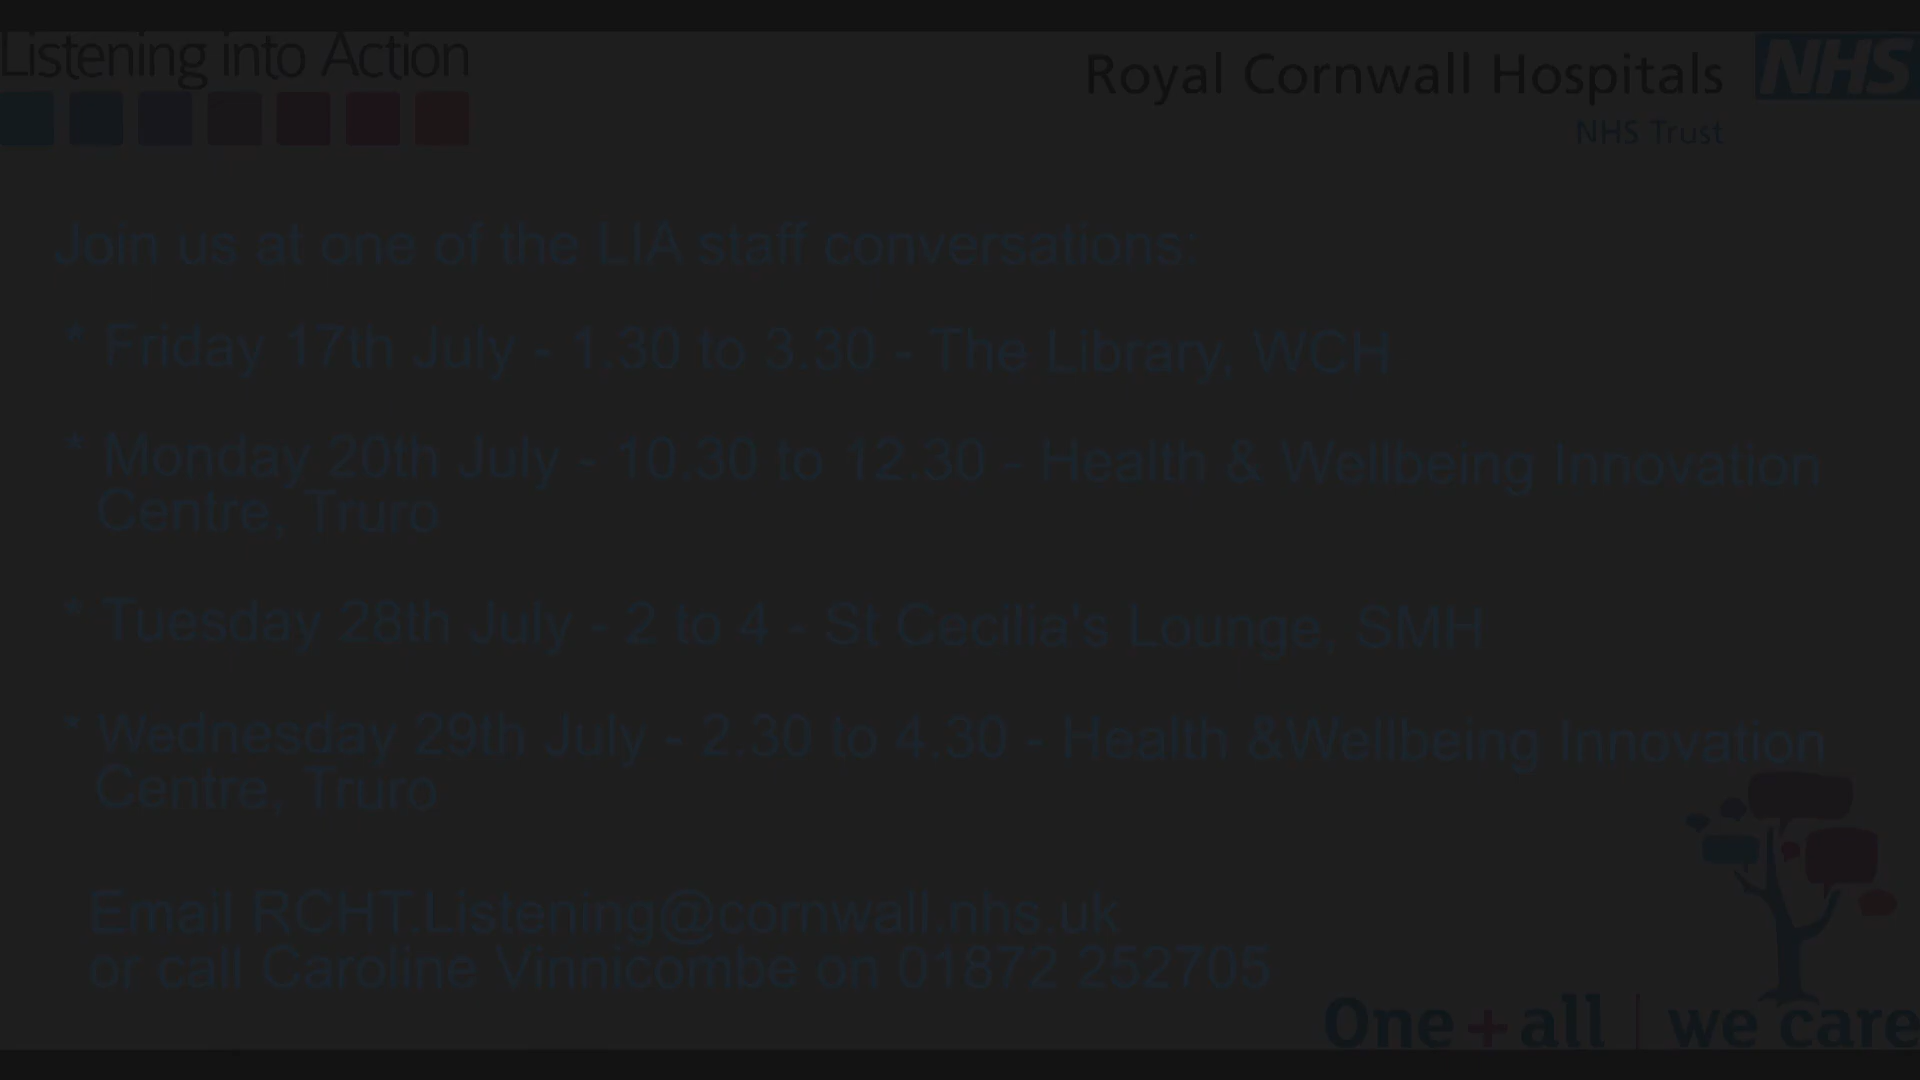 Listening into Action
Royal Cornwall Hospitals NHS
NHS Trust
Join us at one of the LIA staff conversations:
* Friday 17th July - 1.30 to 3.30 - The Library, WCH
* Monday 20th July - 10.30 to 12.30 - Health & Wellbeing Innovation
Centre, Truro
* Tuesday 28th July - 2 to 4 - St Cecilia's Lounge, SMH
* Wednesday 29th July - 2.30 to 4.30 - Health &Wellbeing Innovation
Centre, Truro
Email RCHT.Listening@cornwall.nhs.uk
or call Caroline Vinnicombe on 01872 252705
One + all | we care